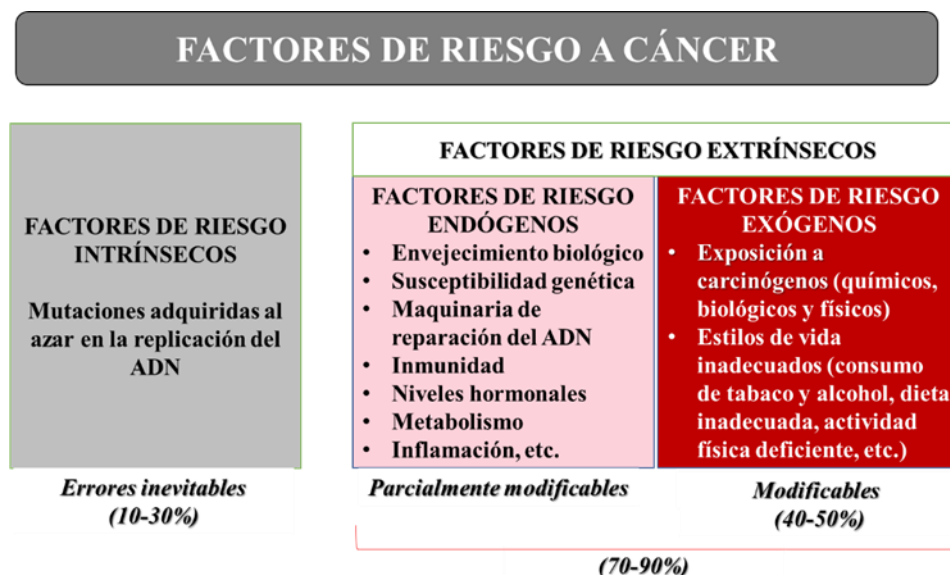 FACTORES DE RIESGO A CÁNCER
FACTORES DE RIESGO
INTRÍNSECOS
Mutaciones adquiridas al
azar en la replicación del
ADN
Errores inevitables
(10-30%)
FACTORES DE RIESGO EXTRÍNSECOS
FACTORES DE RIESGO
ENDÓGENOS
• Envejecimiento biológico
• Susceptibilidad genética
• Maquinaria de
reparación del ADN
• Inmunidad
• Niveles hormonales
• Metabolismo
• Inflamación, etc.
Parcialmente modificables
FACTORES DE RIESGO
EXÓGENOS
• Exposición a
carcinógenos (químicos,
biológicos y físicos)
• Estilos de vida
inadecuados (consumo
de tabaco y alcohol, dieta
inadecuada, actividad
física deficiente, etc.)
Modificables
(40-50%)
(70-90%)